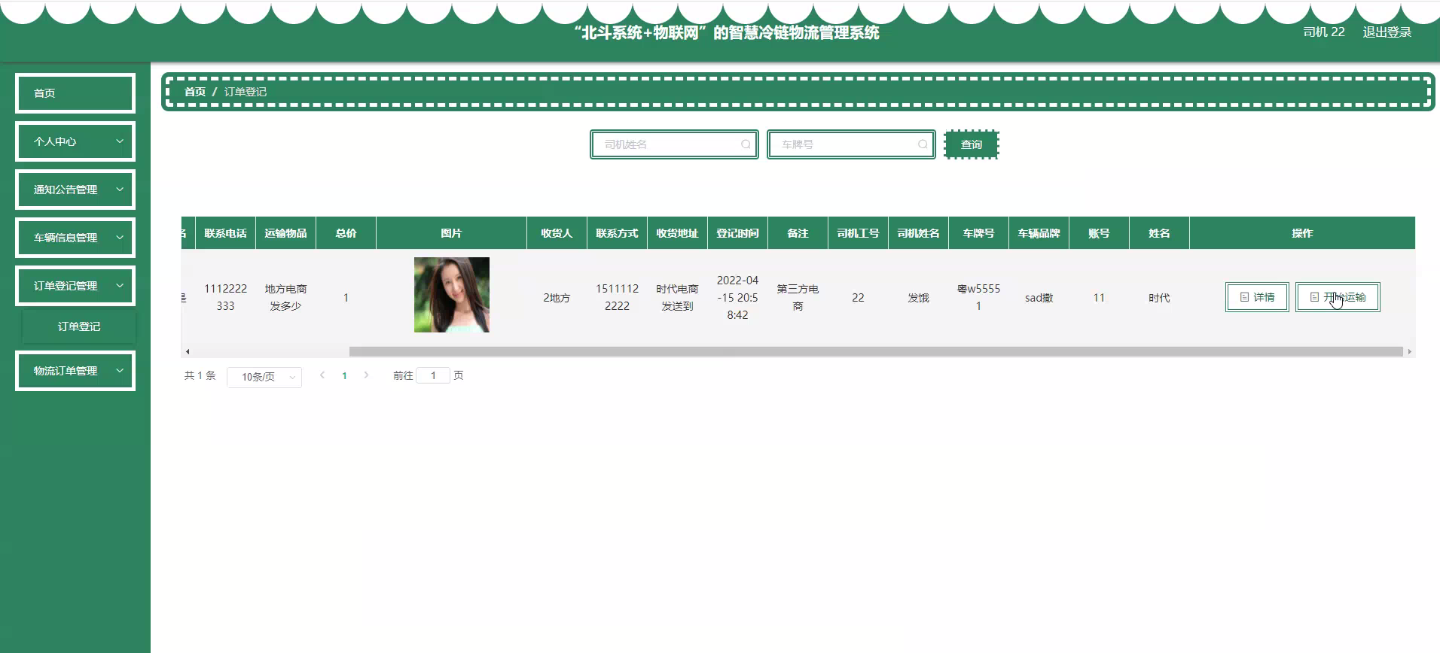 “北斗系统+物联网”的智慧冷链物流管理系统
司机 22 退出登录
首页
个人中心
通知公告管理
车辆信息管理
订单登记管理
订单登记
物流订单管理
首页 / 订单登记
司机姓名 车牌号 查询
名 联系电话 运输物品 总价 图片 收货人 联系方式 收货地址 登记时间 备注 司机工号 司机姓名 车牌号 车辆品牌 账号 姓名 操作
1112222
333
地方电商
发多少
1
2地方
1511112
2222
时代电商
发送到
2022-04
-15 20:5
8:42
第三方电
商
22
发饿
粤w5555
1
sad撒
11
时代
详情
开始运输
共 1 条 10条/页 1 前往 1 页